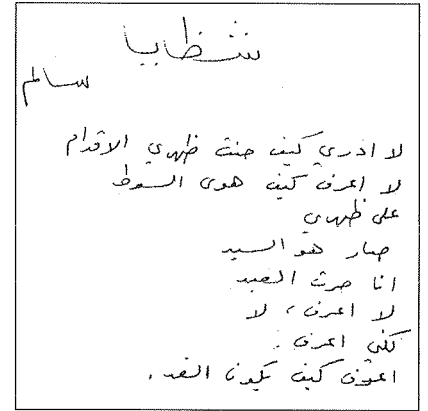 شظايا
سالم
لا ادري كيف حنت ظهري الاقدام
لا اعرف كيف هوى السوط
على ظهري
صار هو السيد
انا صرت العبد
لا اعرف، لا
لكني اعرف:
اعرف كيف يكون الغد.